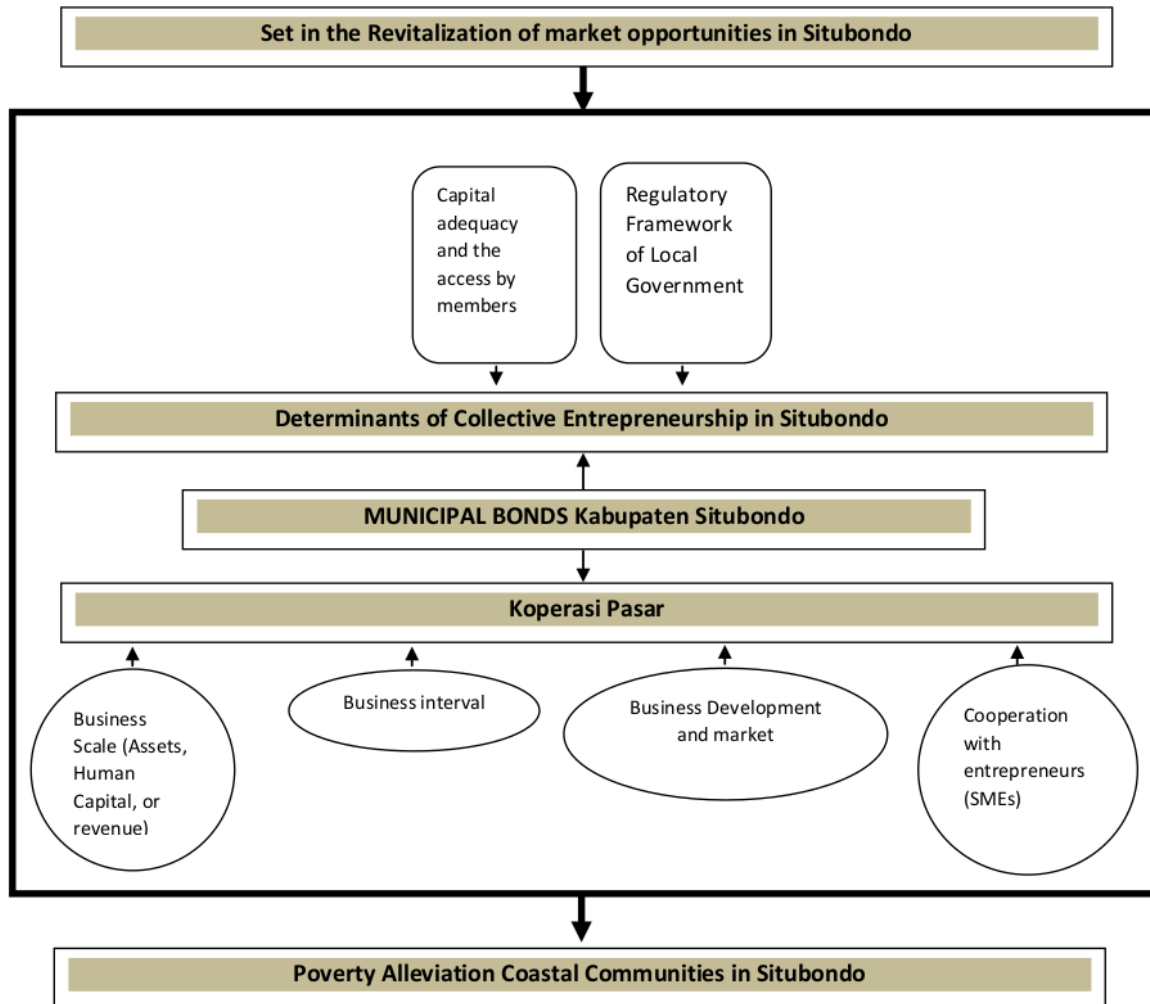 Set in the Revitalization of market opportunities in Situbondo
Capital
adequacy
and the
access by
members
Regulatory
Framework
of Local
Government
Determinants of Collective Entrepreneurship in Situbondo
MUNICIPAL BONDS Kabupaten Situbondo
Koperasi Pasar
Business
Scale (Assets,
Human
Capital, or
revenue)
Business interval
Business Development
and market
Cooperation
with
entrepreneurs
(SMEs)
Poverty Alleviation Coastal Communities in Situbondo